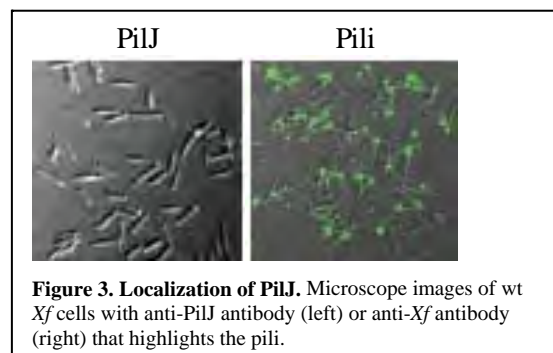 PilJ Pili
Figure 3. Localization of PilJ. Microscope images of wt
Xf cells with anti-PilJ antibody (left) or anti-Xf antibody
(right) that highlights the pili.